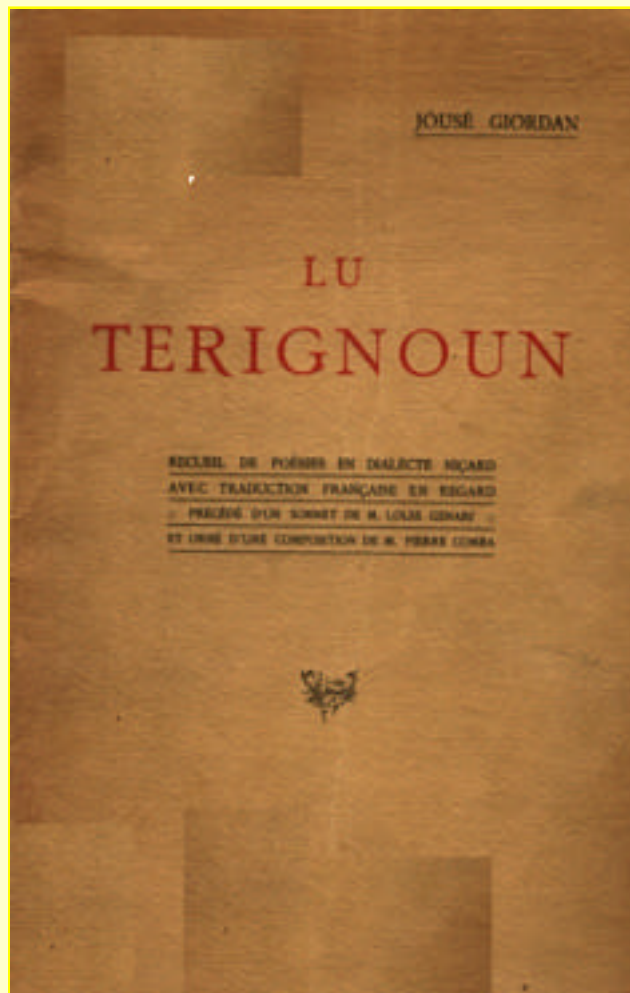 JÓUSÉ GIORDAN
LU
TERIGNOUN
RECUEIL DE POÉSIES EN DIALECTE NIÇARD
AVEC TRADUCTION FRANÇAISE EN REGARD
PRÉCÉDÉ D'UN SONNET DE M. LOUIS GENARI
ET ORNÉ D'UNE COMPOSITION DE M. PIERRE COMBA